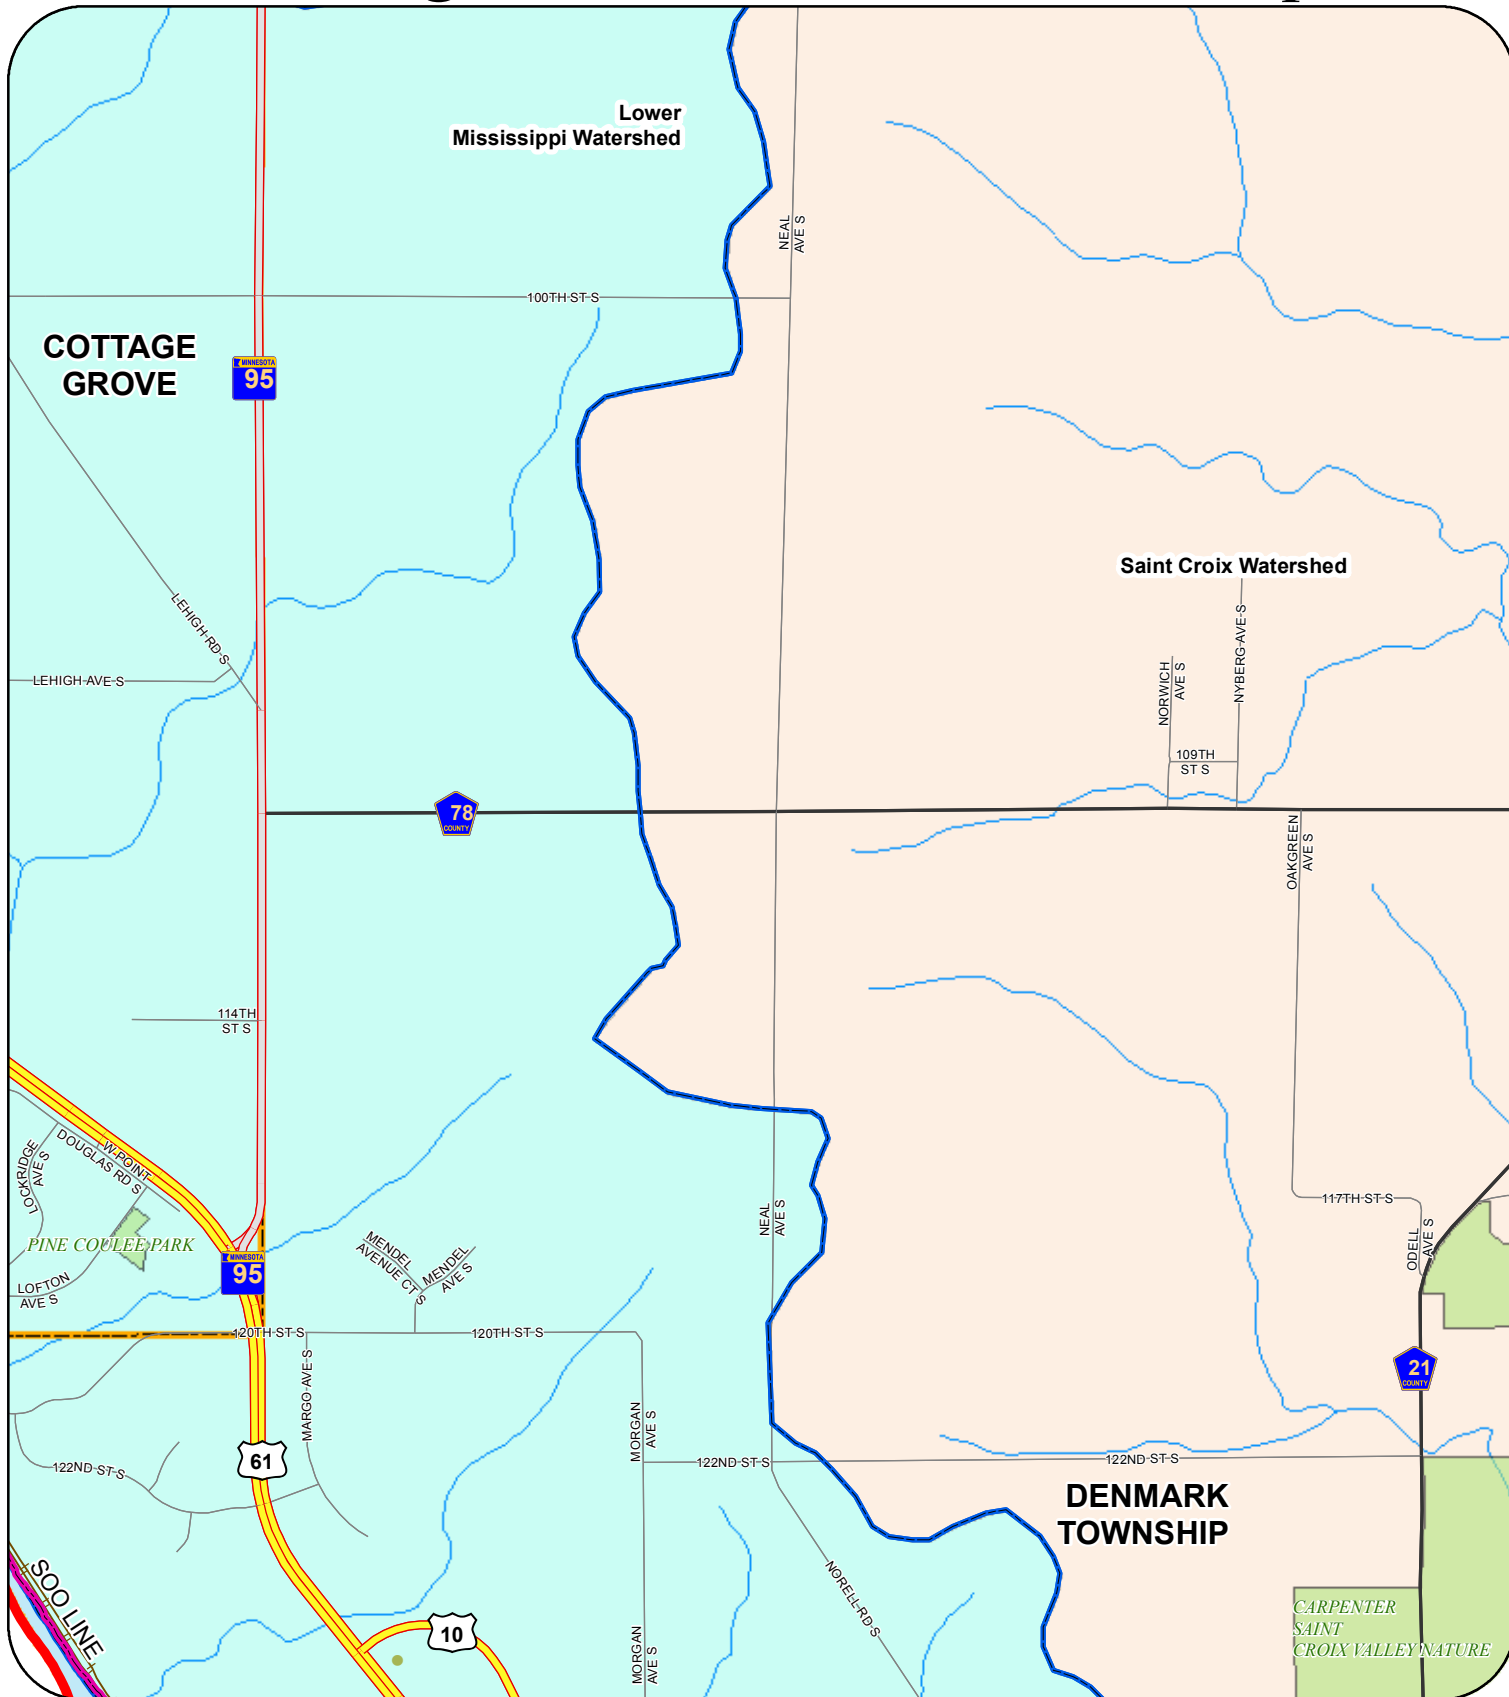 Lower
Mississippi Watershed
NEAL
AVE S
100TH ST S
COTTAGE
GROVE
MINNESOTA
95
Saint Croix Watershed
LEHIGH RD S
LEHIGH AVE S
NORWICH
AVE S
NYBERG AVE S
109TH
ST S
78
COUNTY
OAKGREEN
AVE S
114TH
ST S
LOCKRIDGE
AVE S
W POINT
DOUGLAS RD S
PINE COULEE PARK
MINNESOTA
95
LOFTON
AVE S
MENDEL
AVENUE CT S
MENDEL
AVE S
NEAL
AVE S
117TH ST S
ODELL
AVE S
120TH ST S
120TH ST S
MARGO AVE S
21
COUNTY
MORGAN
AVE S
61
122ND ST S
122ND ST S
122ND ST S
DENMARK
TOWNSHIP
SOO LINE
10
NORELL RD S
MORGAN
AVE S
CARPENTER
SAINT
CROIX VALLEY NATURE